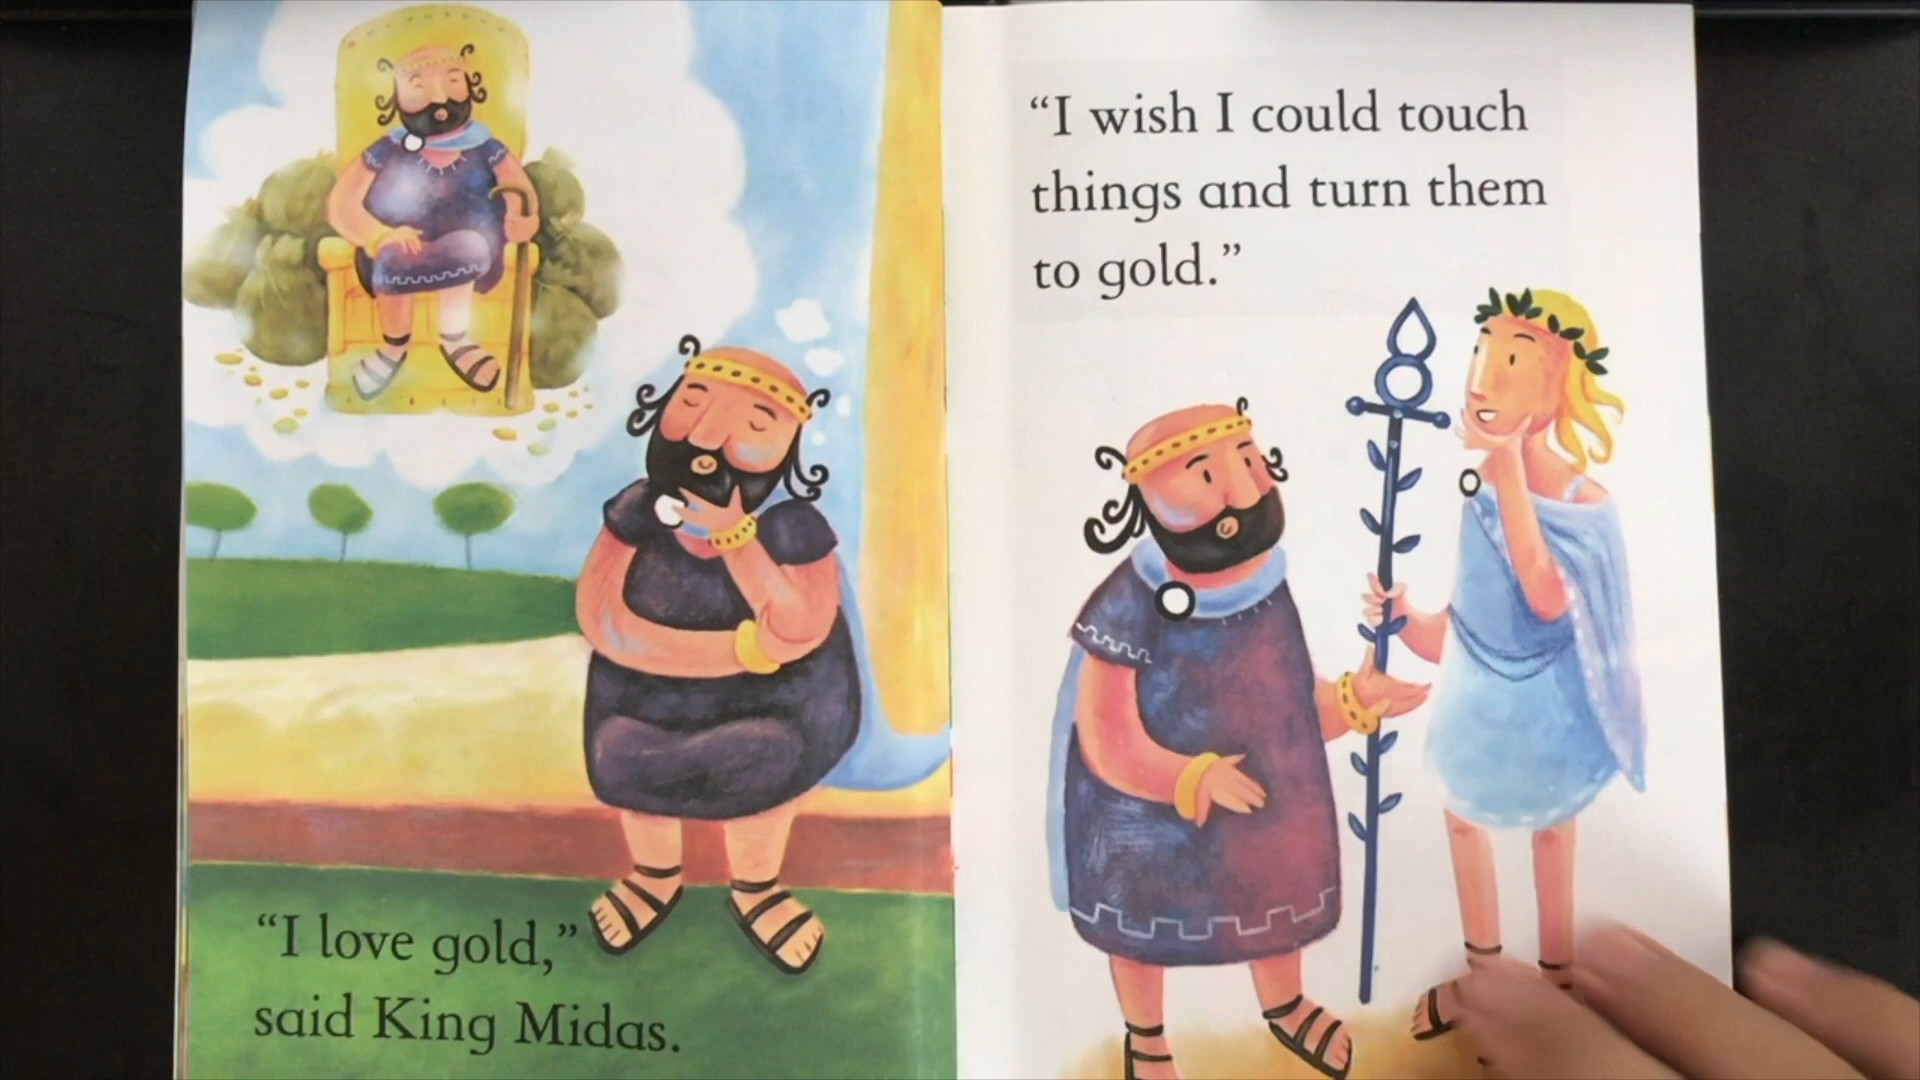 “I love gold,”
said King Midas.
“I wish I could touch
things and turn them
to gold.”